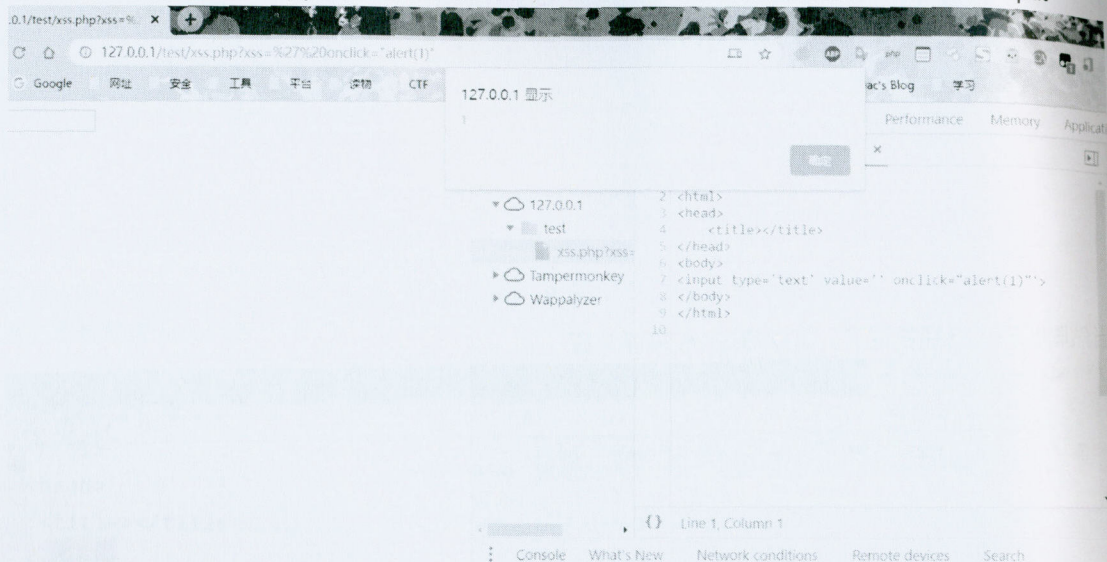 .0.1/test/xss.php?xss=%
127.0.0.1/test/xss.php?xss=%27%20onclick="alert(1)"
ABP
php
Google 网址 安全 工具 平台 读物 CTF
ac's Blog 学习
127.0.0.1 显示
1
确定
Performance Memory Applicati
127.0.0.1
test
xss.php?xss=
Tampermonkey
Wappalyzer
2 <html>
3 <head>
4 <title></title>
5 </head>
6 <body>
7 <input type='text' value='' onclick="alert(1)"'>
8 </body>
9 </html>
10
{} Line 1, Column 1
Console What's New Network conditions Remote devices Search